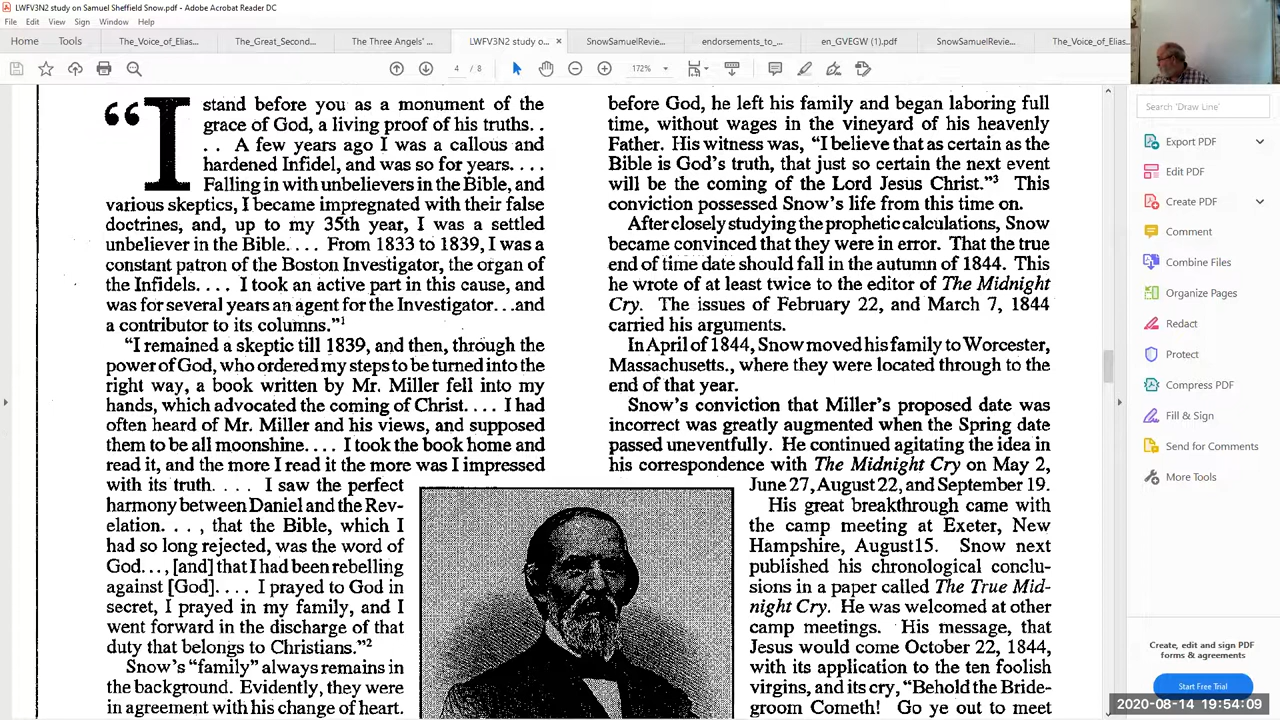 LWFV3N2 study on Samuel Sheffield Snow.pdf - Adobe Acrobat Reader DC
File Edit View Sign Window Help
Home Tools The_Voice_of_Elias... The_Great_Second... The Three Angels' ... LWFV3N2 study o... × SnowSamuelRevie... endorsements_to_... en_GVEGW (1).pdf SnowSamuelRevie... The_Voice_of_Elias...
4 / 8 172%
“I stand before you as a monument of the
grace of God, a living proof of his truths. .
. . A few years ago I was a callous and
hardened Infidel, and was so for years. . . .
Falling in with unbelievers in the Bible, and
various skeptics, I became impregnated with their false
doctrines, and, up to my 35th year, I was a settled
unbeliever in the Bible. . . . From 1833 to 1839, I was a
constant patron of the Boston Investigator, the organ of
the Infidels. . . . I took an active part in this cause, and
was for several years an agent for the Investigator. . .and
a contributor to its columns.”1
“I remained a skeptic till 1839, and then, through the
power of God, who ordered my steps to be turned into the
right way, a book written by Mr. Miller fell into my
hands, which advocated the coming of Christ. . . . I had
often heard of Mr. Miller and his views, and supposed
them to be all moonshine. . . . I took the book home and
read it, and the more I read it the more was I impressed
with its truth. . . . I saw the perfect
harmony between Daniel and the Rev-
elation. . . . , that the Bible, which I
had so long rejected, was the word of
God. . ., [and] that I had been rebelling
against [God]. . . . I prayed to God in
secret, I prayed in my family, and I
went forward in the discharge of that
duty that belongs to Christians.”2
Snow's “family” always remains in
the background. Evidently, they were
in agreement with his change of heart.
before God, he left his family and began laboring full
time, without wages in the vineyard of his heavenly
Father. His witness was, “I believe that as certain as the
Bible is God's truth, that just so certain the next event
will be the coming of the Lord Jesus Christ.”3 This
conviction possessed Snow's life from this time on.
After closely studying the prophetic calculations, Snow
became convinced that they were in error. That the true
end of time date should fall in the autumn of 1844. This
he wrote of at least twice to the editor of The Midnight
Cry. The issues of February 22, and March 7, 1844
carried his arguments.
In April of 1844, Snow moved his family to Worcester,
Massachusetts., where they were located through to the
end of that year.
Snow's conviction that Miller's proposed date was
incorrect was greatly augmented when the Spring date
passed uneventfully. He continued agitating the idea in
his correspondence with The Midnight Cry on May 2,
June 27, August 22, and September 19.
His great breakthrough came with
the camp meeting at Exeter, New
Hampshire, August15. Snow next
published his chronological conclu-
sions in a paper called The True Mid-
night Cry. He was welcomed at other
camp meetings. His message, that
Jesus would come October 22, 1844,
with its application to the ten foolish
virgins, and its cry, “Behold the Bride-
groom Cometh! Go ye out to meet
Search 'Draw Line'
Export PDF
Edit PDF
Create PDF
Comment
Combine Files
Organize Pages
Redact
Protect
Compress PDF
Fill & Sign
Send for Comments
More Tools
Create, edit and sign PDF
forms & agreements
Start Free Trial
2020-08-14 19:54:09